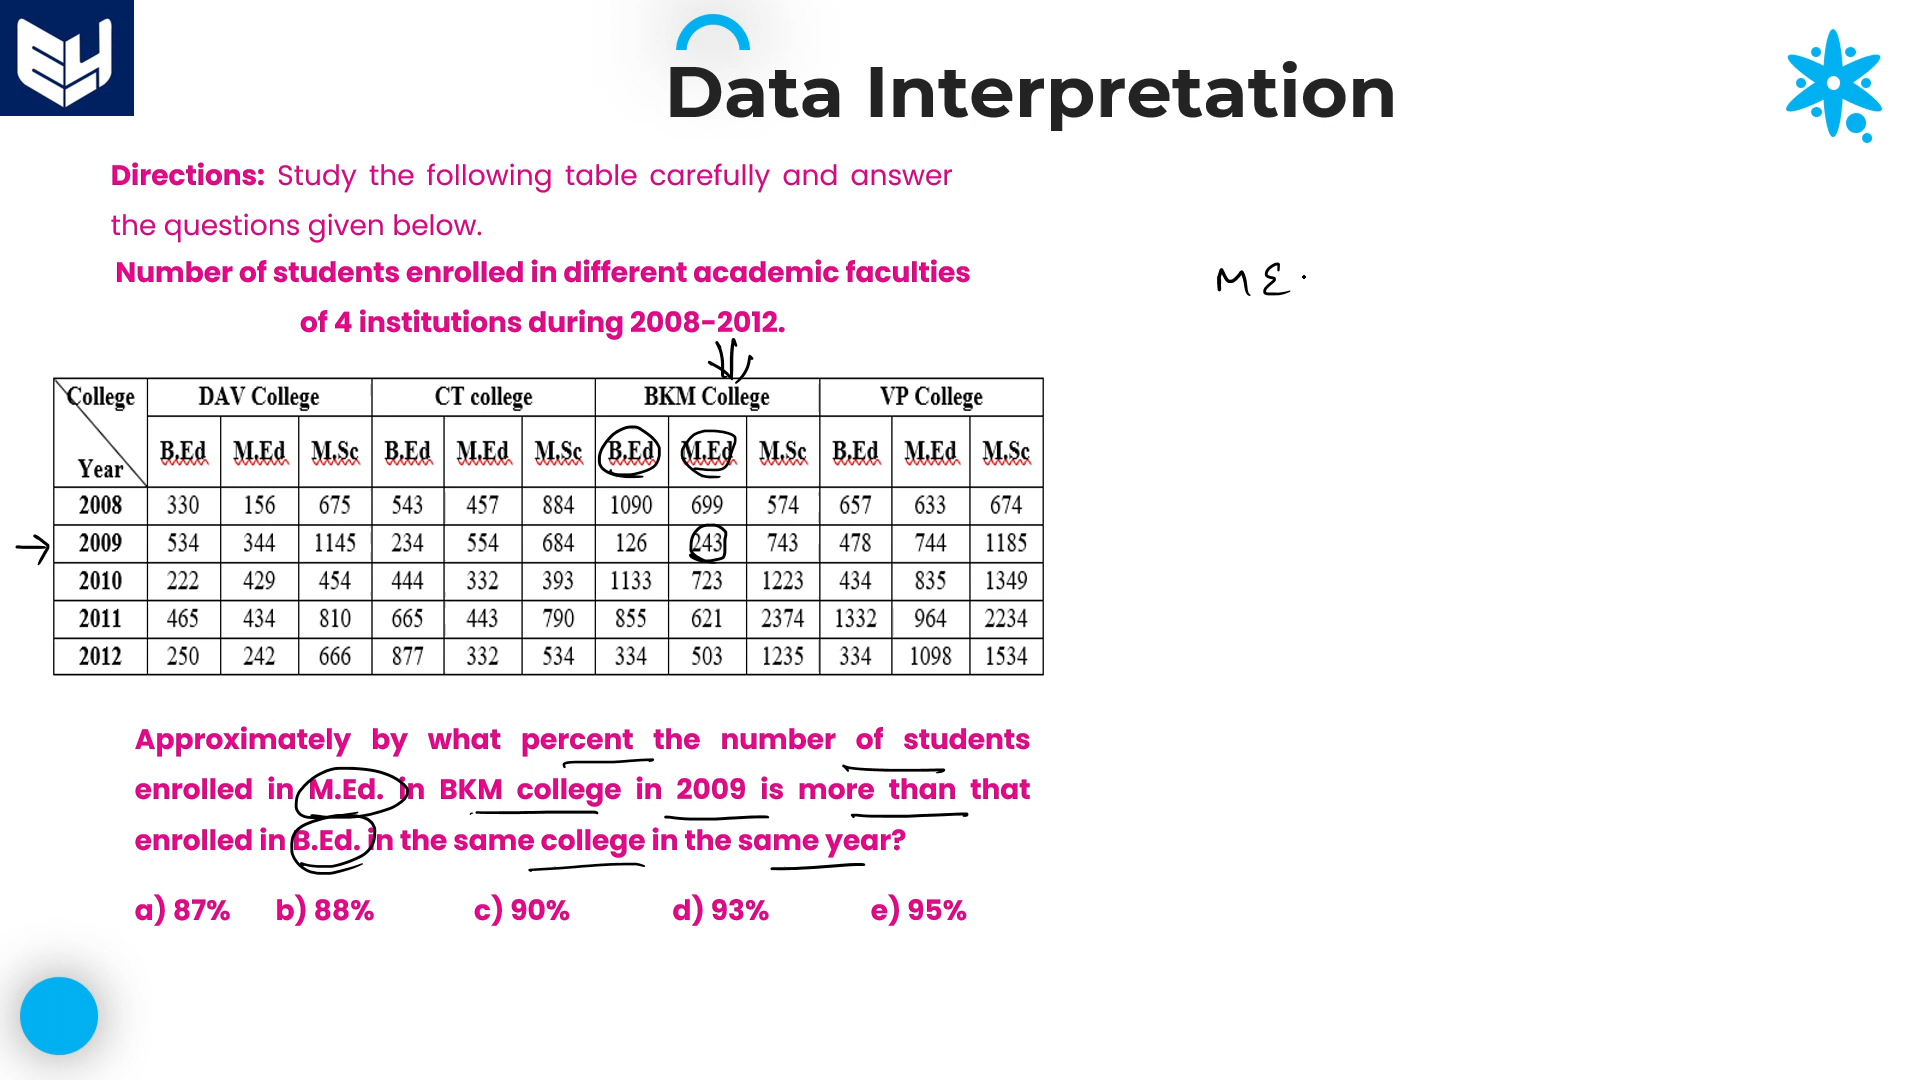 Data Interpretation
Directions: Study the following table carefully and answer
the questions given below.
Number of students enrolled in different academic faculties
of 4 institutions during 2008-2012.
M E .
College DAV College CT college BKM College VP College
Year B.Ed M.Ed M.Sc B.Ed M.Ed M.Sc B.Ed M.Ed M.Sc B.Ed M.Ed M.Sc
2008 330 156 675 543 457 884 1090 699 574 657 633 674
2009 534 344 1145 234 554 684 126 243 743 478 744 1185
2010 222 429 454 444 332 393 1133 723 1223 434 835 1349
2011 465 434 810 665 443 790 855 621 2374 1332 964 2234
2012 250 242 666 877 332 534 334 503 1235 334 1098 1534
Approximately by what percent the number of students
enrolled in M.Ed. in BKM college in 2009 is more than that
enrolled in B.Ed. in the same college in the same year?
a) 87% b) 88% c) 90% d) 93% e) 95%